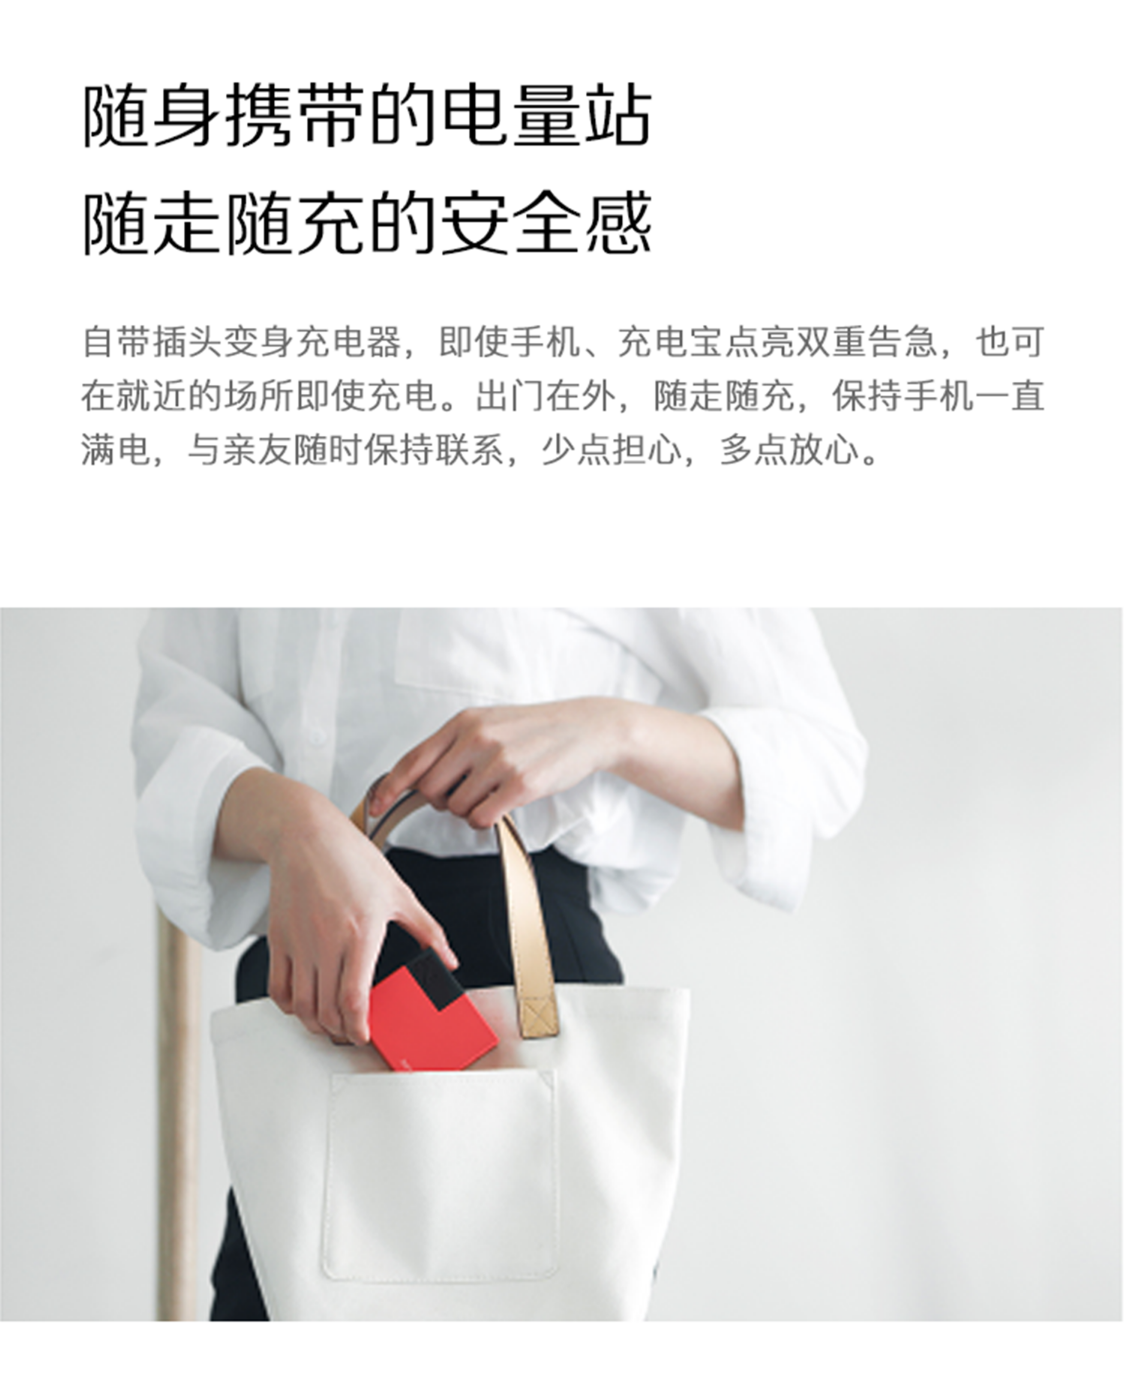 随身携带的电量站
随走随充的安全感
自带插头变身充电器，即使手机、充电宝点亮双重告急，也可
在就近的场所即使充电。出门在外，随走随充，保持手机一直
满电，与亲友随时保持联系，少点担心，多点放心。